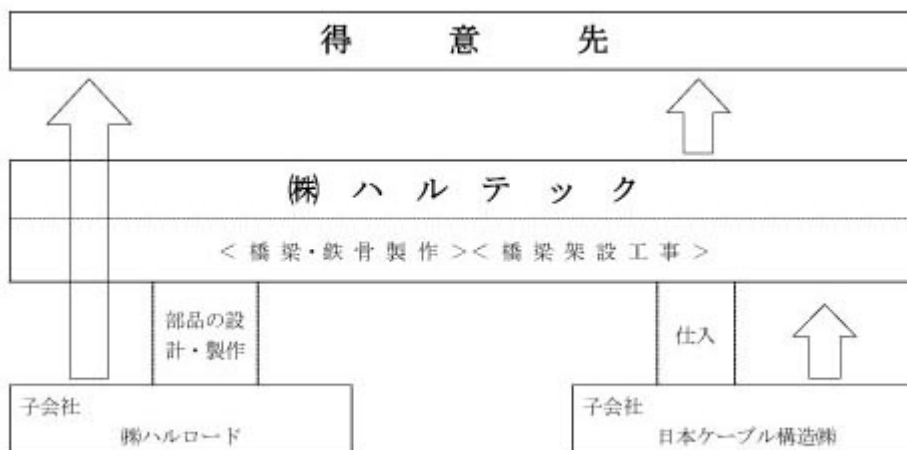 得意先
㈱ハルテック
<橋梁・鉄骨製作><橋梁架設工事>
部品の設
計・製作
仕入
子会社
㈱ハルロード
子会社
日本ケーブル構造㈱